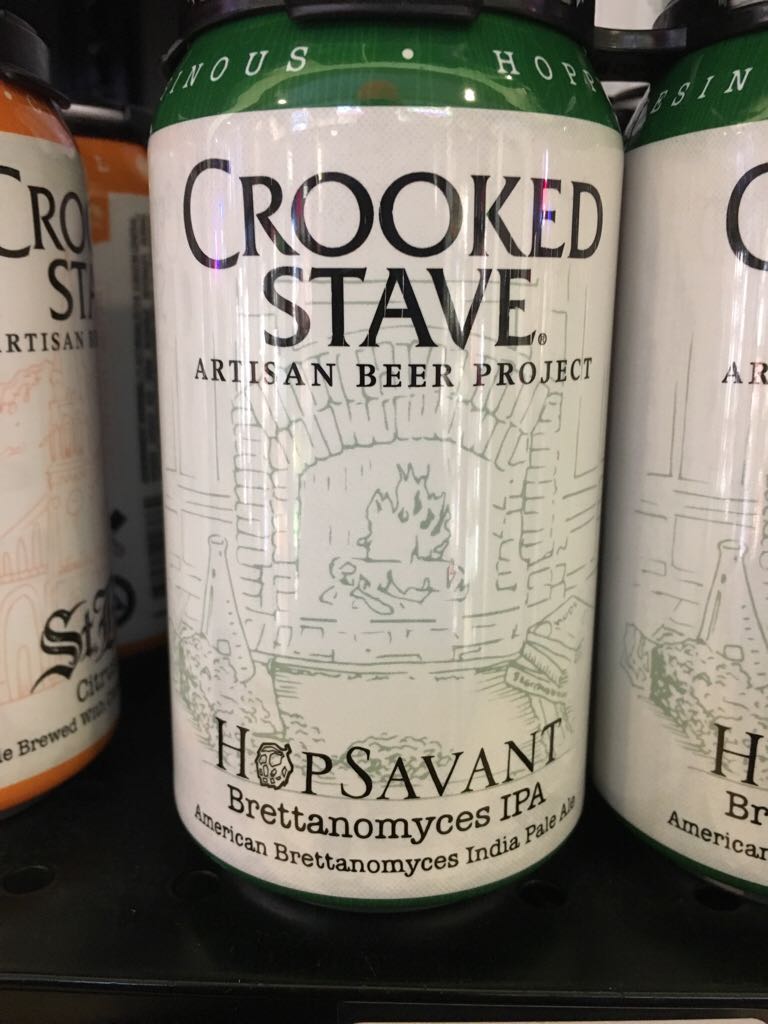 INOUS • HOPP
CROOKED
STAVE®
ARTISAN BEER PROJECT
HOPSAVANT
Brettanomyces IPA
American Brettanomyces India Pale Ale
CRO
ST
ARTISAN B
St
Citr
le Brewed With
ESIN
C
AR
H
Br
American